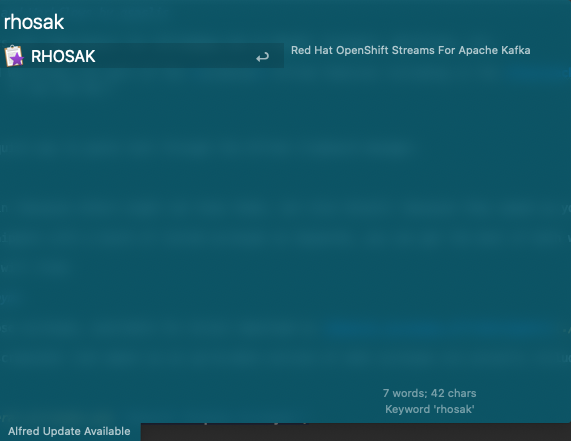 rhosak
RHOSAK
Red Hat OpenShift Streams For Apache Kafka
7 words; 42 chars
Keyword 'rhosak'
Alfred Update Available